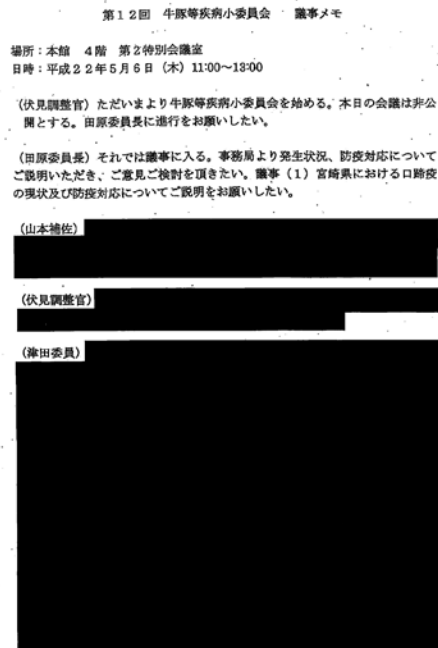 第12回 牛豚等疾病小委員会 議事メモ
場所：本館 4階 第2特別会議室
日時：平成22年5月6日（木）11:00～13:00
（伏見調整官）ただいまより牛豚等疾病小委員会を始める。本日の会議は非公
開とする。田原委員長に進行をお願いしたい。
（田原委員長）それでは議事に入る。事務局より発生状況、防疫対応について
ご説明いただき、ご意見ご検討を頂きたい。議事（1）宮崎県における口蹄疫
の現状及び防疫対応についてご説明をお願いしたい。
（山本補佐）
（伏見調整官）
（津田委員）